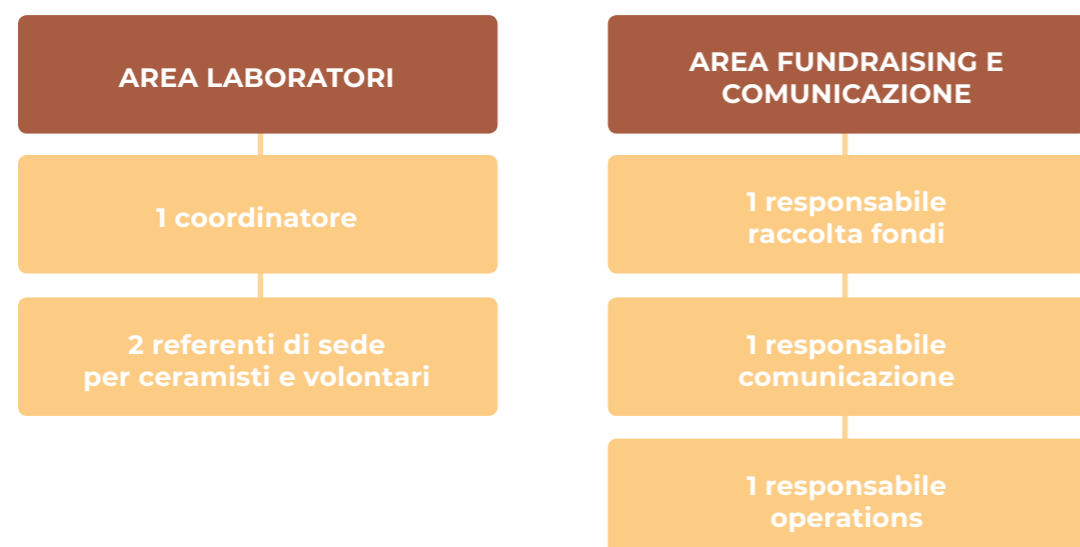 AREA LABORATORI
1 coordinatore
2 referenti di sede
per ceramisti e volontari
AREA FUNDRAISING E
COMUNICAZIONE
1 responsabile
raccolta fondi
1 responsabile
comunicazione
1 responsabile
operations